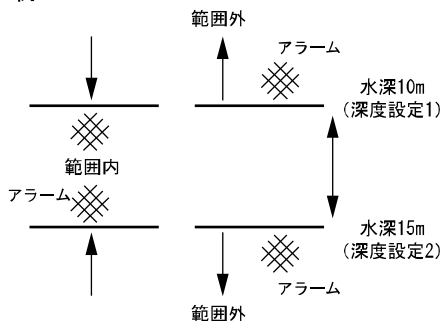 範囲外
アラーム
水深10m
(深度設定1)
範囲内
アラーム
水深15m
(深度設定2)
アラーム
範囲外